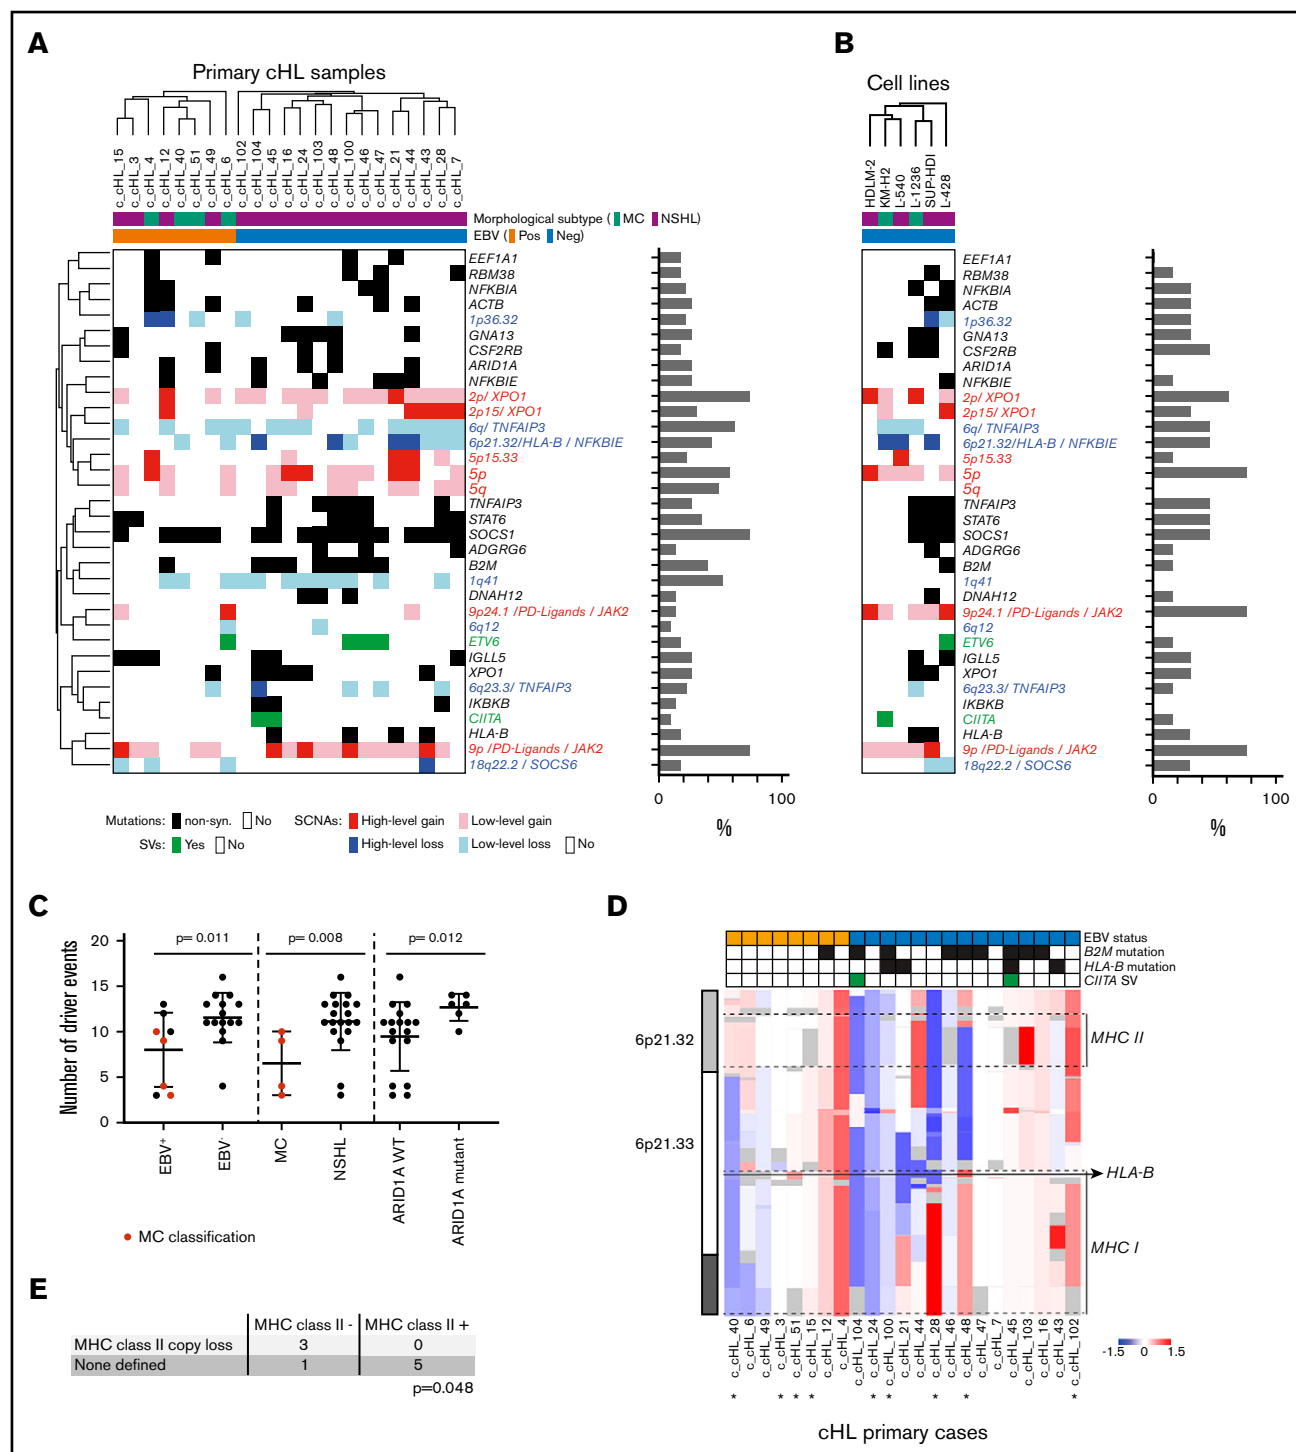 A
Primary cHL samples
c_cHL_15
c_cHL_3
c_cHL_4
c_cHL_12
c_cHL_40
c_cHL_51
c_cHL_49
c_cHL_6
c_cHL_102
c_cHL_104
c_cHL_45
c_cHL_16
c_cHL_24
c_cHL_103
c_cHL_48
c_cHL_100
c_cHL_46
c_cHL_47
c_cHL_21
c_cHL_44
c_cHL_43
c_cHL_28
c_cHL_7
Morphological subtype ( MC NSHL)
EBV ( Pos Neg)
EEF1A1
RBM38
NFKBIA
ACTB
1p36.32
GNA13
CSF2RB
ARID1A
NFKBIE
2p/ XPO1
2p15/ XPO1
6q/ TNFAIP3
6p21.32/HLA-B / NFKBIE
5p15.33
5p
5q
TNFAIP3
STAT6
SOCS1
ADGRG6
B2M
1q41
DNAH12
9p24.1 /PD-Ligands / JAK2
6q12
ETV6
IGLL5
XPO1
6q23.3/ TNFAIP3
IKBKB
CIITA
HLA-B
9p /PD-Ligands / JAK2
18q22.2 / SOCS6
0 100
%
Mutations: non-syn. No
SVs: Yes No
SCNAs: High-level gain Low-level gain
High-level loss Low-level loss No
B
Cell lines
HDLM-2
KM-H2
L-540
L-1236
SUP-HDI
L-428
EEF1A1
RBM38
NFKBIA
ACTB
1p36.32
GNA13
CSF2RB
ARID1A
NFKBIE
2p/ XPO1
2p15/ XPO1
6q/ TNFAIP3
6p21.32/HLA-B / NFKBIE
5p15.33
5p
5q
TNFAIP3
STAT6
SOCS1
ADGRG6
B2M
1q41
DNAH12
9p24.1 /PD-Ligands / JAK2
6q12
ETV6
IGLL5
XPO1
6q23.3/ TNFAIP3
IKBKB
CIITA
HLA-B
9p /PD-Ligands / JAK2
18q22.2 / SOCS6
0 100
%
C
Number of driver events
20
15
10
5
0
p= 0.011
p= 0.008
p= 0.012
EBV+
EBV-
MC
NSHL
ARID1A WT
ARID1A mutant
MC classification
D
EBV status
B2M mutation
HLA-B mutation
CIITA SV
6p21.32
6p21.33
MHC II
HLA-B
MHC I
c_cHL_40 *
c_cHL_6
c_cHL_49
c_cHL_3 *
c_cHL_51 *
c_cHL_15 *
c_cHL_12
c_cHL_4
c_cHL_104
c_cHL_24 *
c_cHL_100 *
c_cHL_21
c_cHL_44
c_cHL_28 *
c_cHL_46
c_cHL_48 *
c_cHL_47
c_cHL_7
c_cHL_45
c_cHL_103
c_cHL_16
c_cHL_43
c_cHL_102 *
-1.5 0 1.5
cHL primary cases
E
MHC class II - MHC class II +
MHC class II copy loss 3 0
None defined 1 5
p=0.048